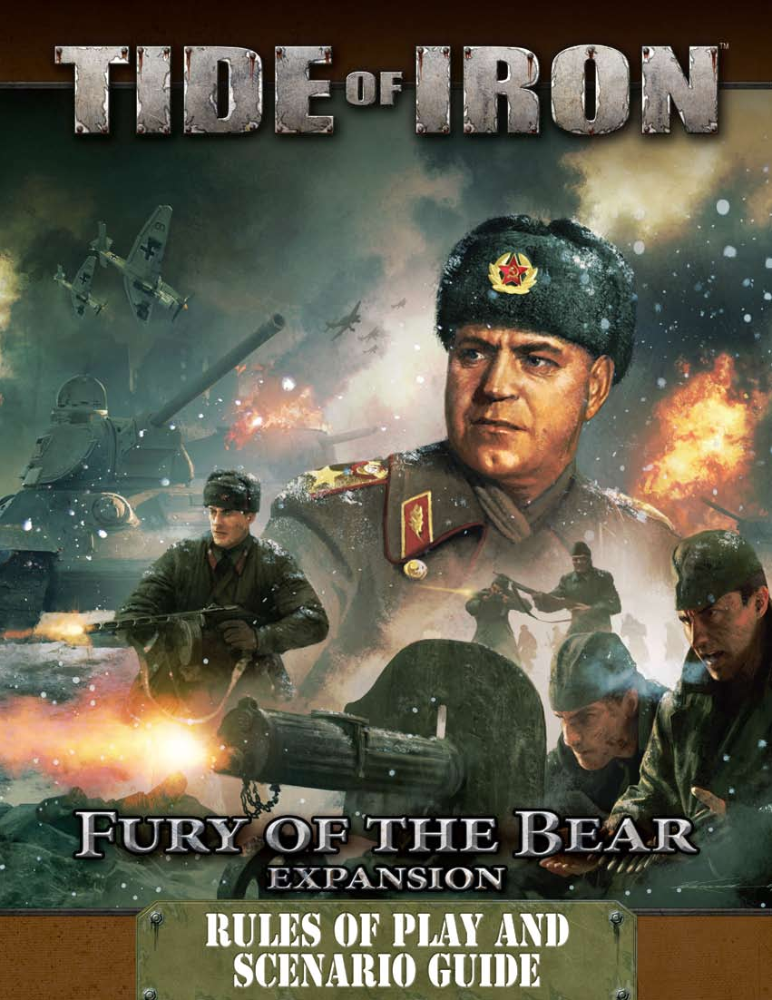 TIDE OF IRON™
FURY OF THE BEAR
EXPANSION
RULES OF PLAY AND
SCENARIO GUIDE